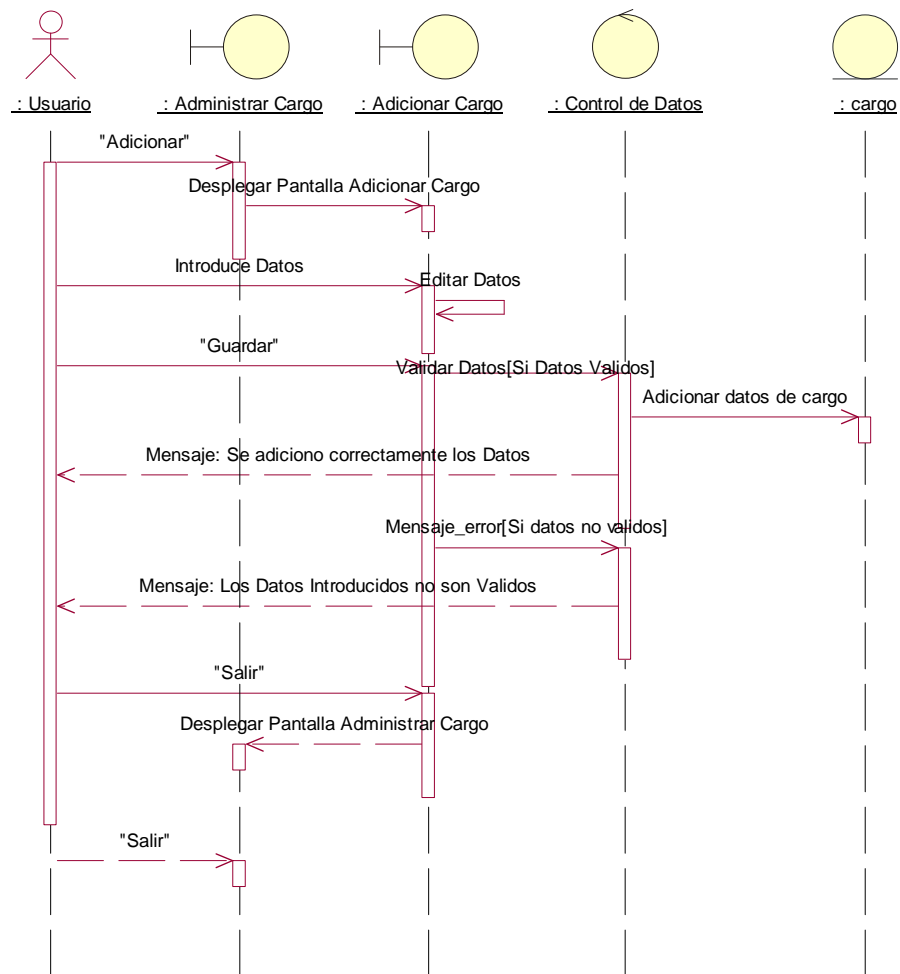 : Usuario
: Administrar Cargo
: Adicionar Cargo
: Control de Datos
: cargo
"Adicionar"
Desplegar Pantalla Adicionar Cargo
Introduce Datos
Editar Datos
"Guardar"
Validar Datos[Si Datos Validos]
Adicionar datos de cargo
Mensaje: Se adiciono correctamente los Datos
Mensaje_error[Si datos no validos]
Mensaje: Los Datos Introducidos no son Validos
"Salir"
Desplegar Pantalla Administrar Cargo
"Salir"